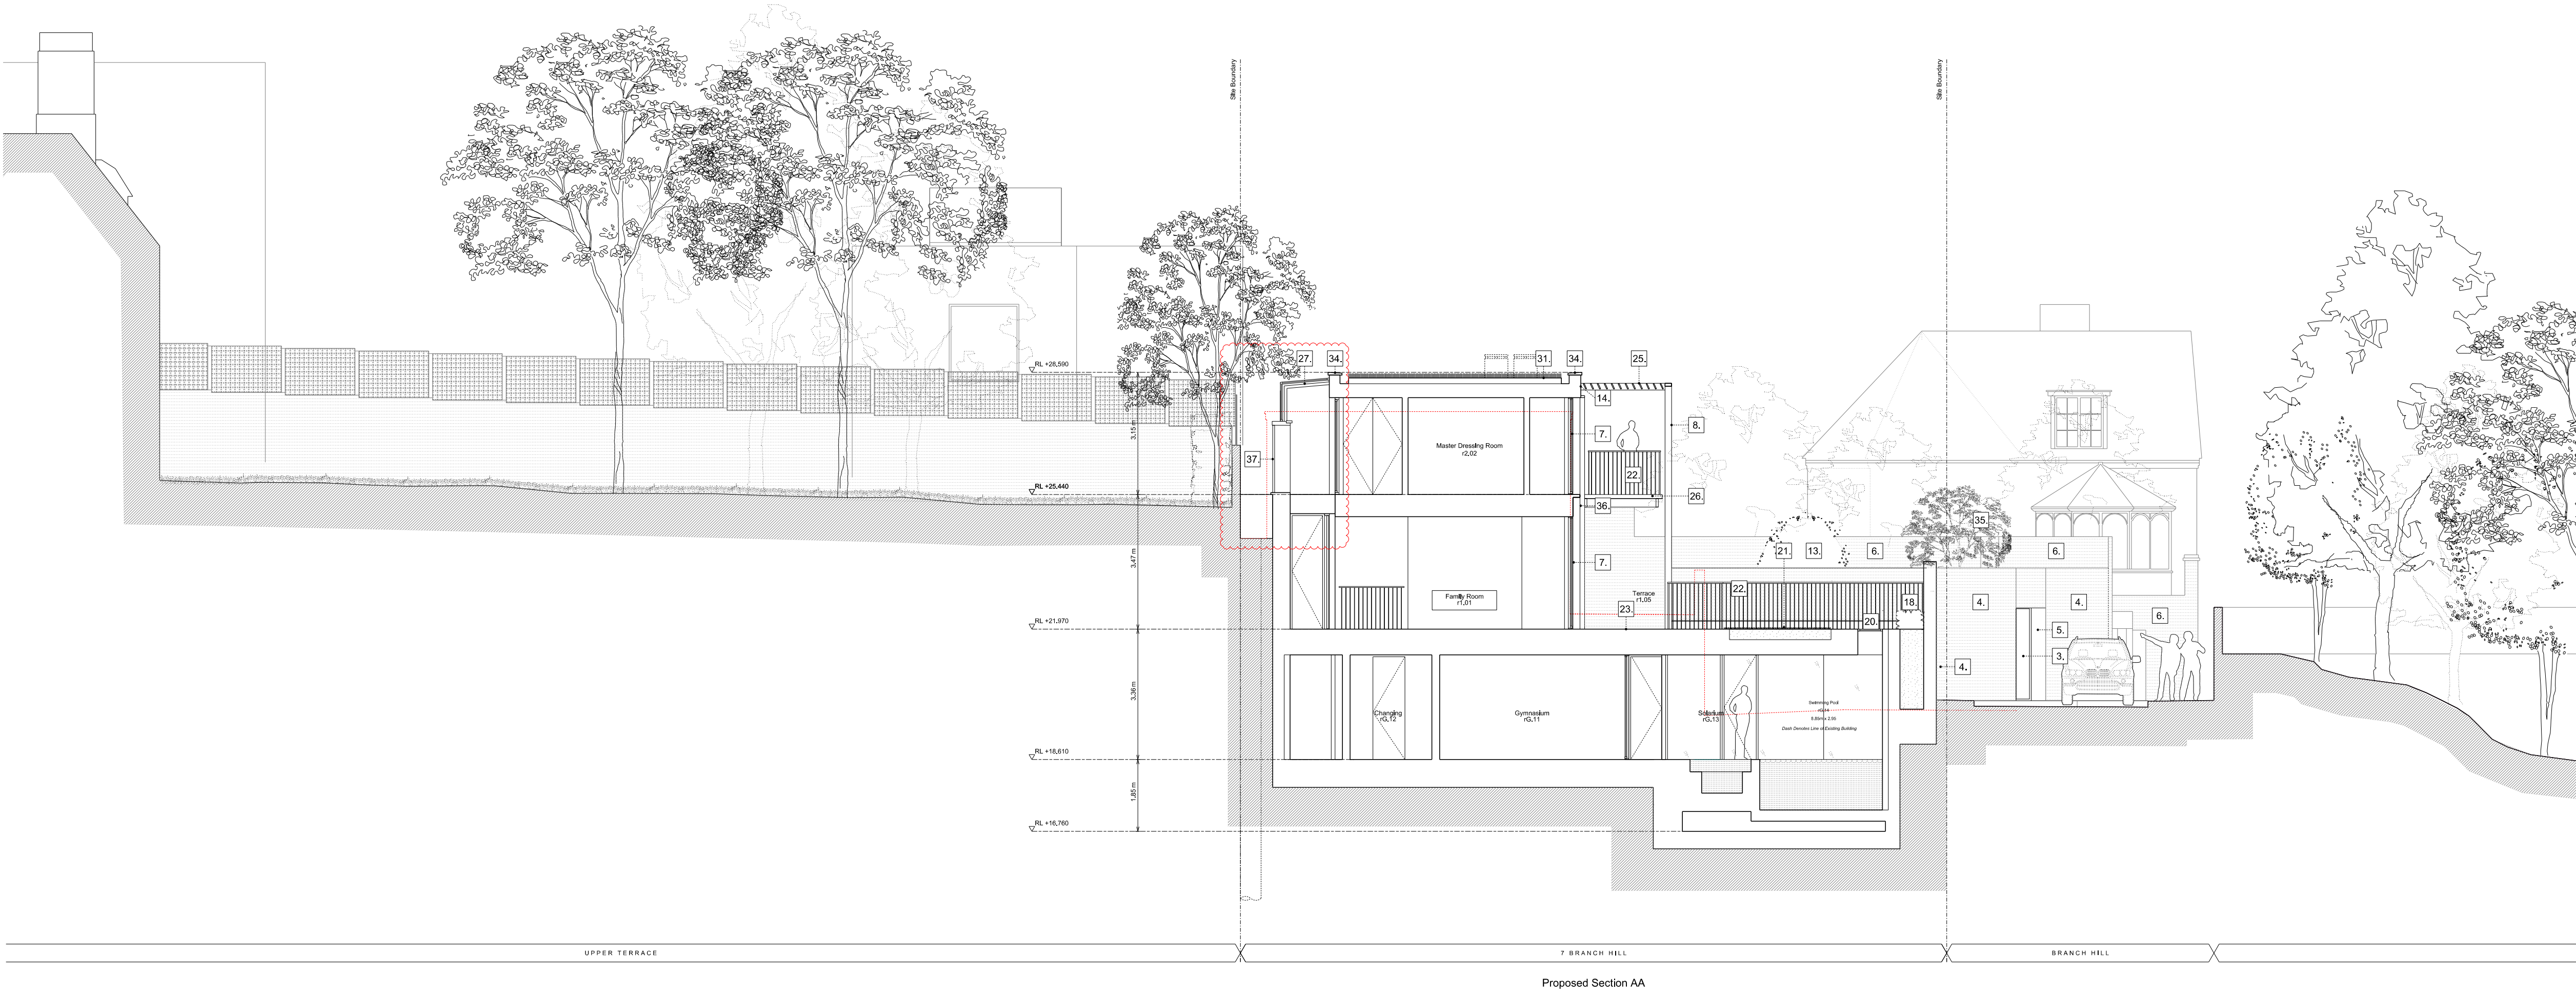 Site Boundary
Site Boundary
RL +28,590
27.
34.
31.
34.
25.
14.
8.
3,15 m
7.
Master Dressing Room
r2.02
37.
22.
RL +25,440
26.
36.
35.
21.
13.
6.
6.
3,47 m
7.
22.
Family Room
r1.01
Terrace
r1.05
23.
18.
4.
4.
6.
20.
RL +21,970
5.
3.
4.
3,36 m
Changing
rG.12
Gymnasium
rG.11
Solarium
rG.13
Swimming Pool
rG.14
Dash Denotes Line of Existing Building
RL +18,610
1,85 m
RL +16,760
UPPER TERRACE
7 BRANCH HILL
BRANCH HILL
Proposed Section AA